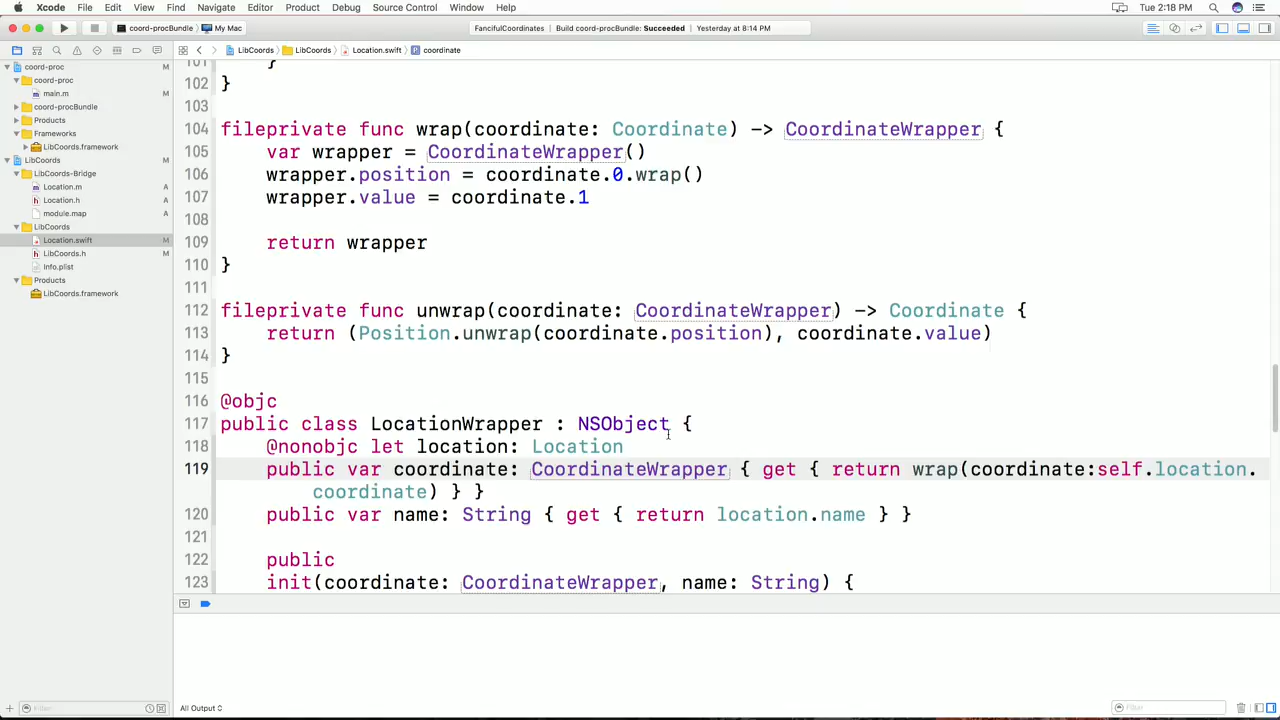 Xcode File Edit View Find Navigate Editor Product Debug Source Control Window Help Tue 2:18 PM
coord-procBundle My Mac FancifulCoordinates Build coord-procBundle: Succeeded Yesterday at 8:14 PM
LibCoords LibCoords Location.swift P coordinate
coord-proc M
coord-proc
main.m M
coord-procBundle
Products
Frameworks
LibCoords.framework
LibCoords M
LibCoords-Bridge
Location.m A
Location.h A
module.map A
LibCoords
Location.swift M
LibCoords.h M
Info.plist
Products
LibCoords.framework
101 }
102 }
103
104 fileprivate func wrap(coordinate: Coordinate) -> CoordinateWrapper {
105 var wrapper = CoordinateWrapper()
106 wrapper.position = coordinate.0.wrap()
107 wrapper.value = coordinate.1
108
109 return wrapper
110 }
111
112 fileprivate func unwrap(coordinate: CoordinateWrapper) -> Coordinate {
113 return (Position.unwrap(coordinate.position), coordinate.value)
114 }
115
116 @objc
117 public class LocationWrapper : NSObject {
118 @nonobjc let location: Location
119 public var coordinate: CoordinateWrapper { get { return wrap(coordinate:self.location.
coordinate) } }
120 public var name: String { get { return location.name } }
121
122 public
123 init(coordinate: CoordinateWrapper, name: String) {
Filter All Output Filter